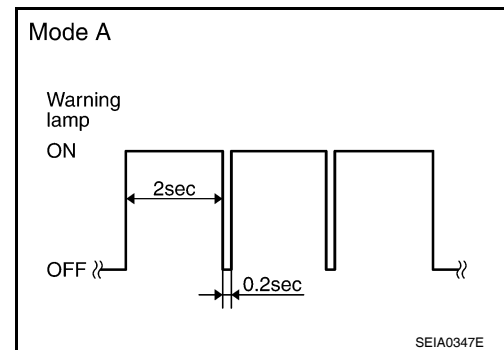 Mode A
Warning
lamp
ON
2sec
OFF
0.2sec
SEIA0347E